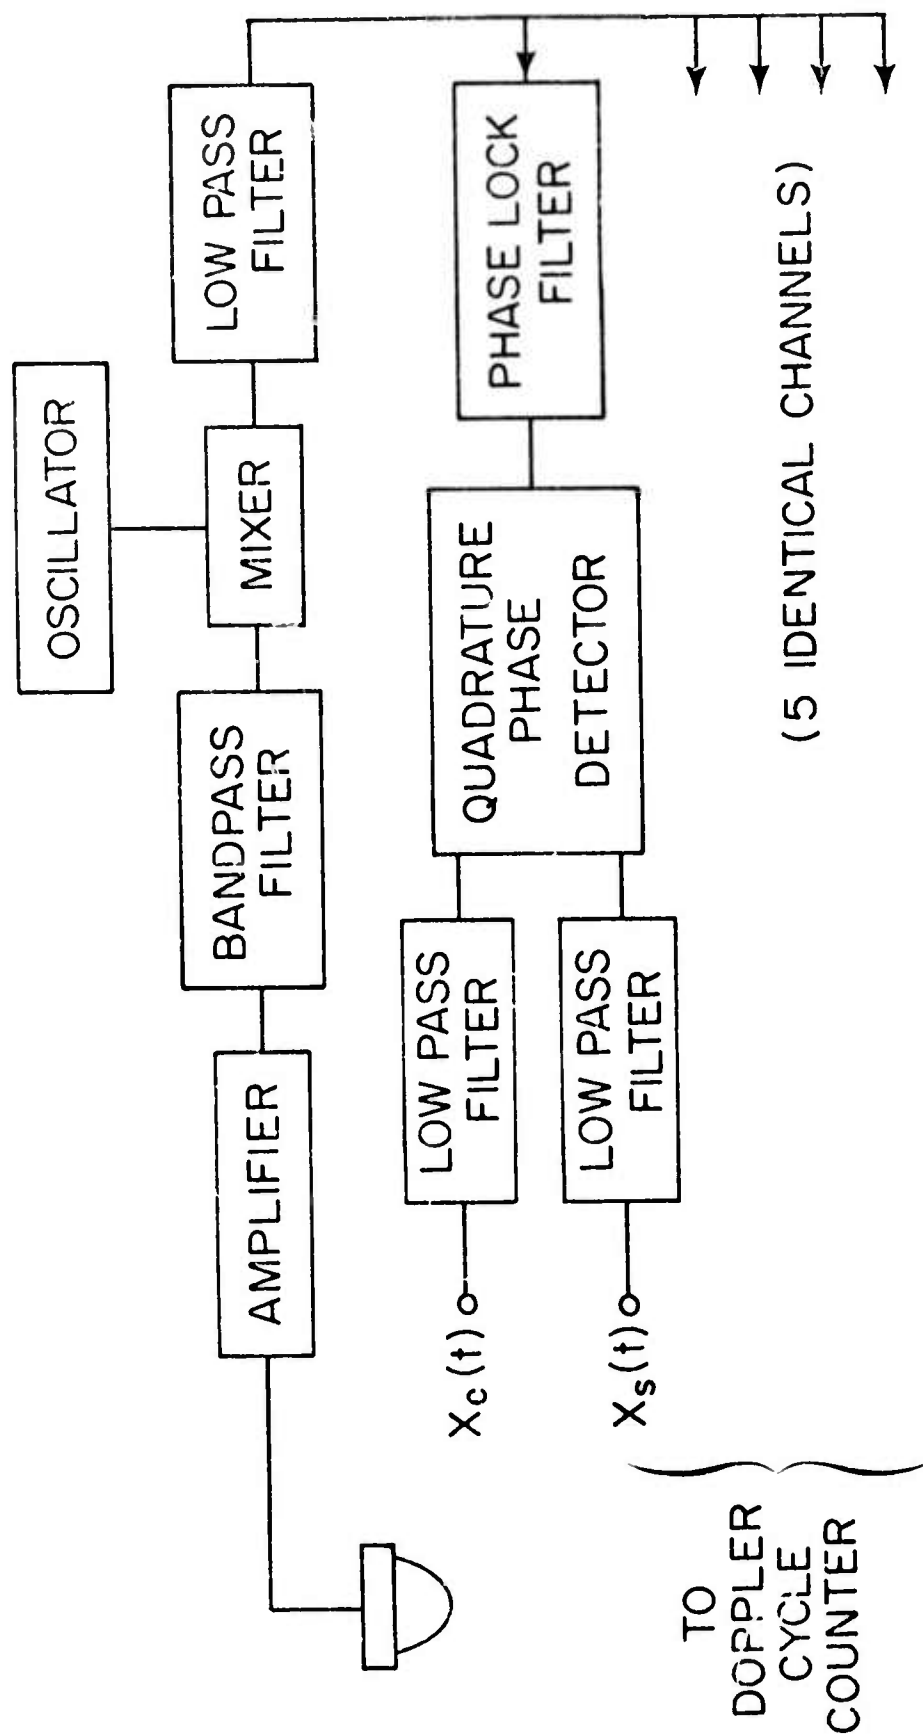 OSCILLATOR
AMPLIFIER
BANDPASS
FILTER
MIXER
LOW PASS
FILTER
LOW PASS
FILTER
QUADRATURE
PHASE
DETECTOR
PHASE LOCK
FILTER
Xc(t)
LOW PASS
FILTER
Xs(t)
TO
DOPPLER
CYCLE
COUNTER
(5 IDENTICAL CHANNELS)